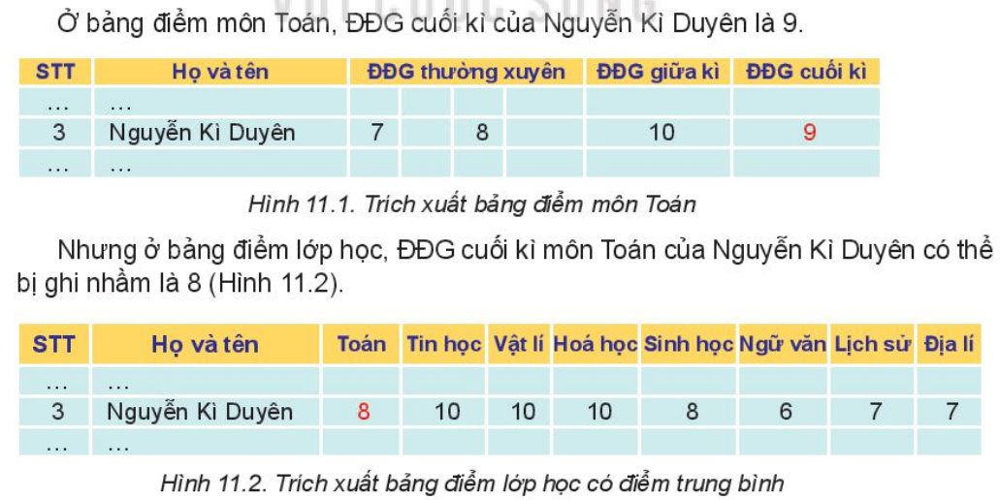 VỚI CUỘC SỐNG
Ở bảng điểm môn Toán, ĐĐG cuối kì của Nguyễn Kì Duyên là 9.
STT Họ và tên ĐĐG thường xuyên ĐĐG giữa kì ĐĐG cuối kì
... ...
3 Nguyễn Kì Duyên 7 8 10 9
... ...
Hình 11.1. Trích xuất bảng điểm môn Toán
Nhưng ở bảng điểm lớp học, ĐĐG cuối kì môn Toán của Nguyễn Kì Duyên có thể
bị ghi nhầm là 8 (Hình 11.2).
STT Họ và tên Toán Tin học Vật lí Hoá học Sinh học Ngữ văn Lịch sử Địa lí
... ...
3 Nguyễn Kì Duyên 8 10 10 10 8 6 7 7
... ...
Hình 11.2. Trích xuất bảng điểm lớp học có điểm trung bình